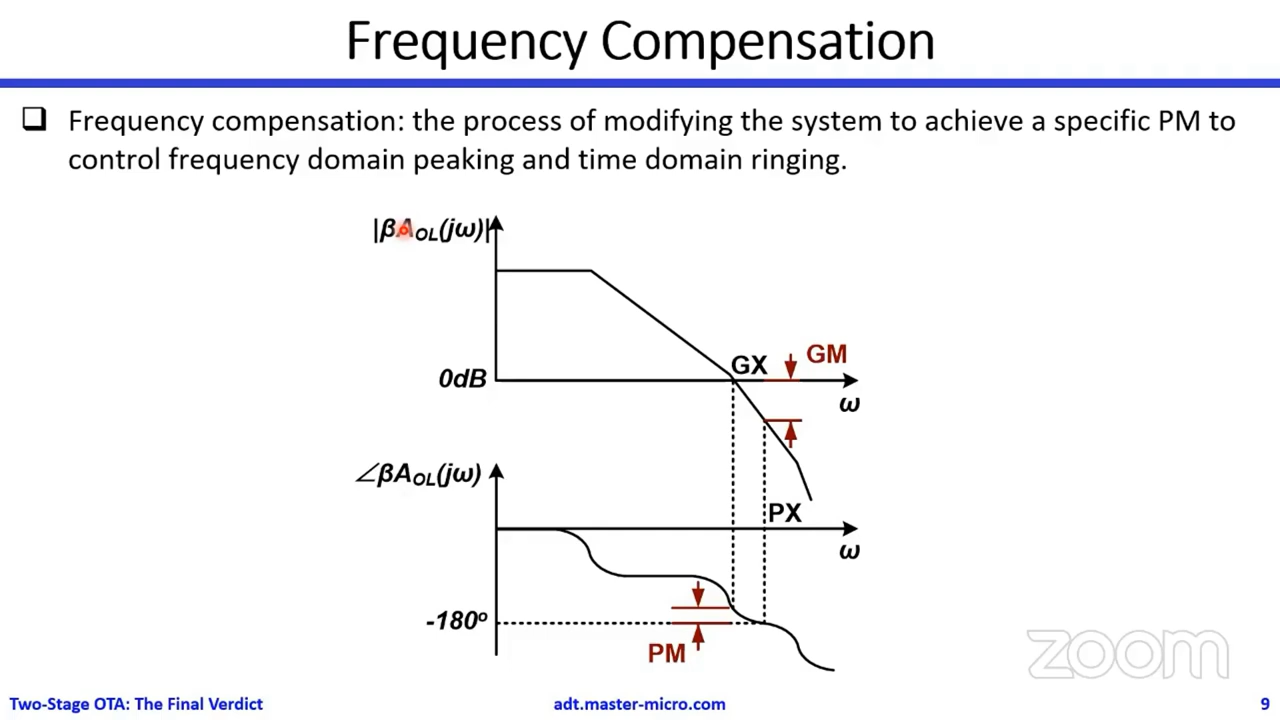 Frequency Compensation
❑ Frequency compensation: the process of modifying the system to achieve a specific PM to
control frequency domain peaking and time domain ringing.
|βA_OL(jω)|
GX
GM
0dB
ω
∠βA_OL(jω)
PX
ω
-180°
PM
zoom
Two-Stage OTA: The Final Verdict
adt.master-micro.com
9